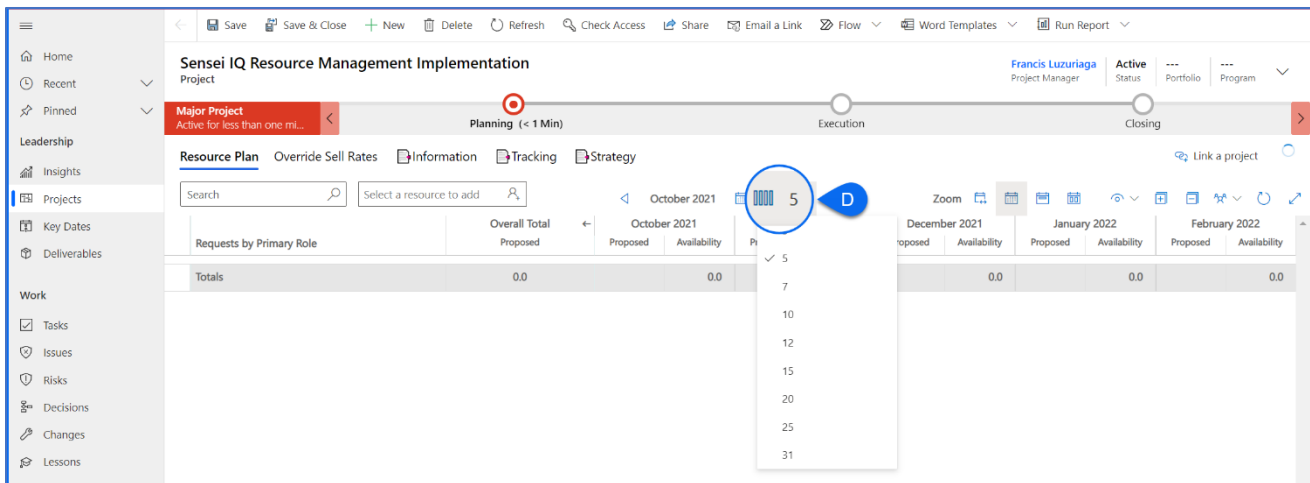 Save Save & Close New Delete Refresh Check Access Share Email a Link Flow Word Templates Run Report
Home
Recent
Pinned
Leadership
Insights
Projects
Key Dates
Deliverables
Work
Tasks
Issues
Risks
Decisions
Changes
Lessons
Sensei IQ Resource Management Implementation
Project
Francis Luzuriaga Active --- ---
Project Manager Status Portfolio Program
Major Project
Active for less than one mi...
Planning (< 1 Min) Execution Closing
Resource Plan Override Sell Rates Information Tracking Strategy Link a project
Search Select a resource to add October 2021 5 D Zoom
Overall Total October 2021 December 2021 January 2022 February 2022
Requests by Primary Role Proposed Proposed Availability Availability Proposed Availability Proposed Availability
Totals 0.0 0.0 0.0 0.0 0.0
5
7
10
12
15
20
25
31